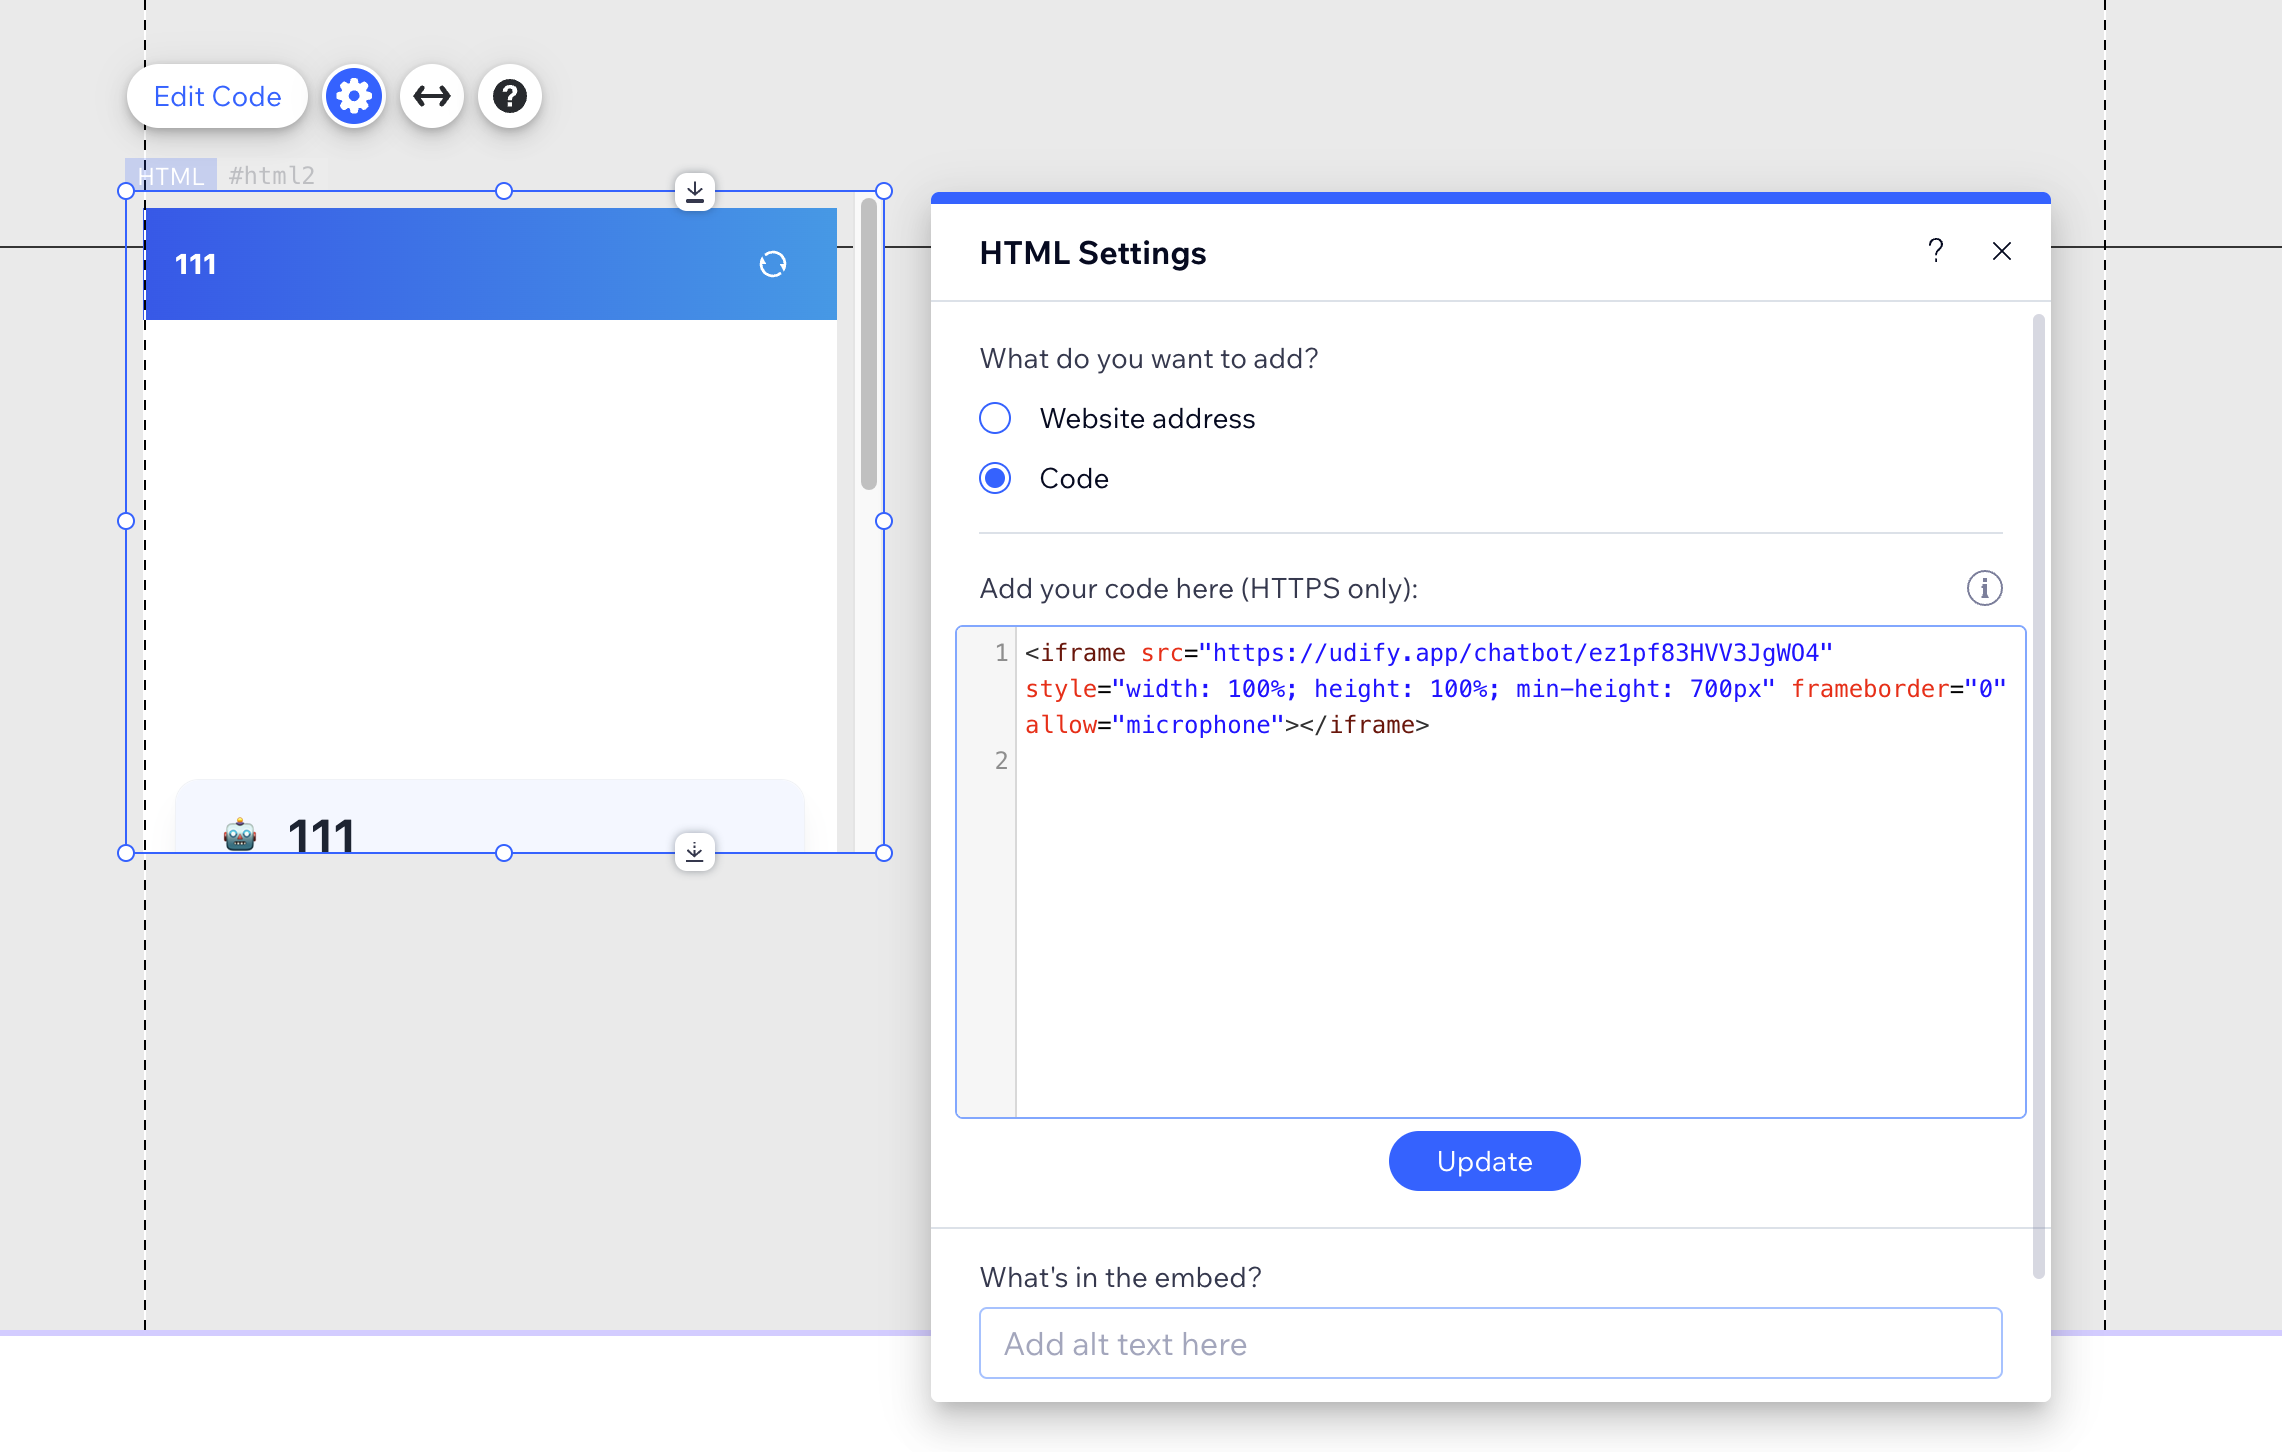 Edit Code
?
HTML #html2
111
111
HTML Settings
?
What do you want to add?
Website address
Code
Add your code here (HTTPS only):
1 <iframe src="https://udify.app/chatbot/ez1pf83HVV3JgWO4"
style="width: 100%; height: 100%; min-height: 700px" frameborder="0"
allow="microphone"></iframe>
2
Update
What's in the embed?
Add alt text here